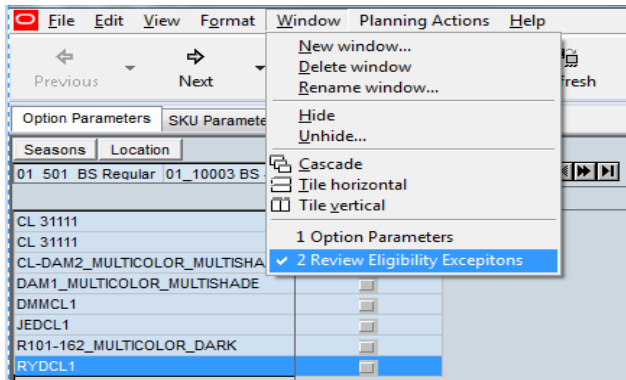 File Edit View Format Window Planning Actions Help
Previous Next fresh
New window...
Delete window
Rename window...
Hide
Unhide...
Cascade
Tile horizontal
Tile vertical
1 Option Parameters
2 Review Eligibility Excepitons
Option Parameters SKU Paramete
Seasons Location
01 501 BS Regular 01_10003 BS
CL 31111
CL 31111
CL-DAM2_MULTICOLOR_MULTISHA
DAM1_MULTICOLOR_MULTISHADE
DMMCL1
JEDCL1
R101-162_MULTICOLOR_DARK
RYDCL1